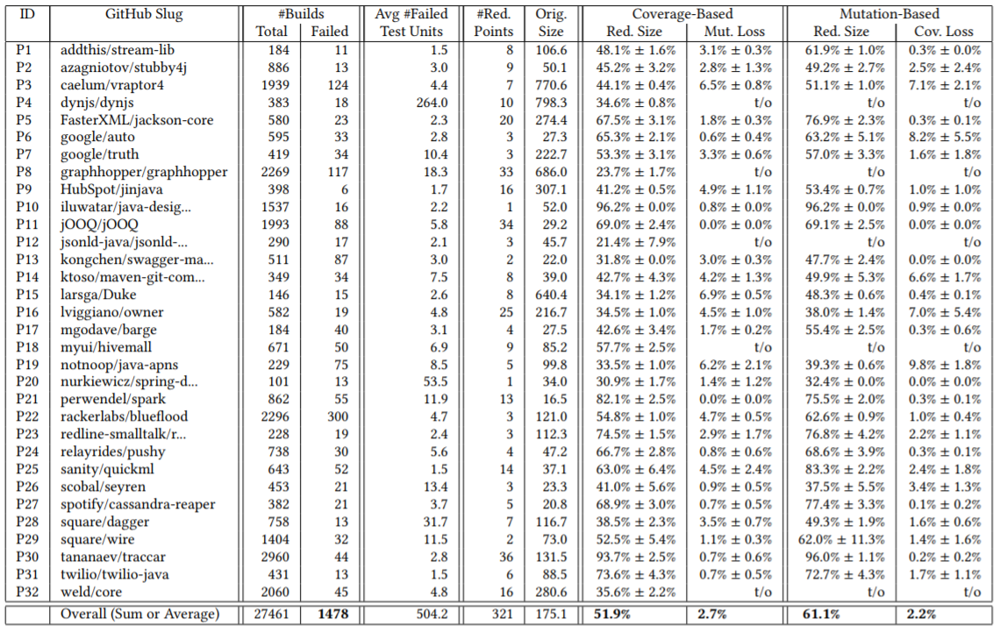 ID GitHub Slug #Builds Avg #Failed #Red. Orig. Coverage-Based Mutation-Based
Total Failed Test Units Points Size Red. Size Mut. Loss Red. Size Cov. Loss
P1 addthis/stream-lib 184 11 1.5 8 106.6 48.1% ± 1.6% 3.1% ± 0.3% 61.9% ± 1.0% 0.3% ± 0.0%
P2 azagniotov/stubby4j 886 13 3.0 9 50.1 45.2% ± 3.2% 2.8% ± 1.3% 49.2% ± 2.7% 2.5% ± 2.4%
P3 caelum/vraptor4 1939 124 4.4 7 770.6 44.1% ± 0.4% 6.5% ± 0.8% 51.1% ± 1.0% 7.1% ± 2.1%
P4 dynjs/dynjs 383 18 264.0 10 798.3 34.6% ± 0.8% t/o t/o t/o
P5 FasterXML/jackson-core 580 23 2.3 20 274.4 67.5% ± 3.1% 1.8% ± 0.3% 76.9% ± 2.3% 0.3% ± 0.1%
P6 google/auto 595 33 2.8 3 27.3 65.3% ± 2.1% 0.6% ± 0.4% 63.2% ± 5.1% 8.2% ± 5.5%
P7 google/truth 419 34 10.4 3 222.7 53.3% ± 3.1% 3.3% ± 0.6% 57.0% ± 3.3% 1.6% ± 1.8%
P8 graphhopper/graphhopper 2269 117 18.3 33 686.0 23.7% ± 1.7% t/o t/o t/o
P9 HubSpot/jinjava 398 6 1.7 16 307.1 41.2% ± 0.5% 4.9% ± 1.1% 53.4% ± 0.7% 1.0% ± 1.0%
P10 iluwatar/java-desig... 1537 16 2.2 1 52.0 96.2% ± 0.0% 0.8% ± 0.0% 96.2% ± 0.0% 0.9% ± 0.0%
P11 jOOQ/jOOQ 1993 88 5.8 34 29.2 69.0% ± 2.4% 0.0% ± 0.0% 69.1% ± 2.5% 0.0% ± 0.0%
P12 jsonld-java/jsonld-... 290 17 2.1 3 45.7 21.4% ± 7.9% t/o t/o t/o
P13 kongchen/swagger-ma... 511 87 3.0 2 22.0 31.8% ± 0.0% 3.0% ± 0.3% 47.7% ± 2.4% 0.0% ± 0.0%
P14 ktoso/maven-git-com... 349 34 7.5 8 39.0 42.7% ± 4.3% 4.2% ± 1.3% 49.9% ± 5.3% 6.6% ± 1.7%
P15 larsga/Duke 146 15 2.6 8 640.4 34.1% ± 1.2% 6.9% ± 0.5% 48.3% ± 0.6% 0.4% ± 0.1%
P16 lviggiano/owner 582 19 4.8 25 216.7 34.5% ± 1.0% 4.5% ± 1.0% 38.0% ± 1.4% 7.0% ± 5.4%
P17 mgodave/barge 184 40 3.1 4 27.5 42.6% ± 3.4% 1.7% ± 0.2% 55.4% ± 2.5% 0.3% ± 0.6%
P18 myui/hivemall 671 50 6.9 9 85.2 57.7% ± 2.5% t/o t/o t/o
P19 notnoop/java-apns 229 75 8.5 5 99.8 33.5% ± 1.0% 6.2% ± 2.1% 39.3% ± 0.6% 9.8% ± 1.8%
P20 nurkiewicz/spring-d... 101 13 53.5 1 34.0 30.9% ± 1.7% 1.4% ± 1.2% 32.4% ± 0.0% 0.0% ± 0.0%
P21 perwendel/spark 862 55 11.9 13 16.5 82.1% ± 2.5% 0.0% ± 0.0% 75.5% ± 2.0% 0.3% ± 0.1%
P22 rackerlabs/blueflood 2296 300 4.7 3 121.0 54.8% ± 1.0% 4.7% ± 0.5% 62.6% ± 0.9% 1.0% ± 0.4%
P23 redline-smalltalk/r... 228 19 2.4 3 112.3 74.5% ± 1.5% 2.9% ± 1.7% 76.8% ± 4.2% 2.2% ± 1.1%
P24 relayrides/pushy 738 30 5.6 4 47.2 66.7% ± 2.8% 0.8% ± 0.6% 68.6% ± 3.9% 0.3% ± 0.1%
P25 sanity/quickml 643 52 1.5 14 37.1 63.0% ± 6.4% 4.5% ± 2.4% 83.3% ± 2.2% 2.4% ± 1.8%
P26 scobal/seyren 453 21 13.4 3 23.3 41.0% ± 5.6% 0.9% ± 0.5% 37.5% ± 5.5% 3.4% ± 1.3%
P27 spotify/cassandra-reaper 382 21 3.7 5 20.8 68.9% ± 3.0% 0.7% ± 0.5% 77.4% ± 3.3% 0.1% ± 0.2%
P28 square/dagger 758 13 31.7 7 116.7 38.5% ± 2.3% 3.5% ± 0.7% 49.3% ± 1.9% 1.6% ± 0.6%
P29 square/wire 1404 32 11.5 2 73.0 52.5% ± 5.4% 1.1% ± 0.3% 62.0% ± 11.3% 1.4% ± 1.6%
P30 tananaev/traccar 2960 44 2.8 36 131.5 93.7% ± 2.5% 0.7% ± 0.6% 96.0% ± 1.1% 0.2% ± 0.2%
P31 twilio/twilio-java 431 13 1.5 6 88.5 73.6% ± 4.3% 0.7% ± 0.5% 72.7% ± 4.3% 1.7% ± 1.1%
P32 weld/core 2060 45 4.8 16 280.6 35.6% ± 2.2% t/o t/o t/o
Overall (Sum or Average) 27461 1478 504.2 321 175.1 51.9% 2.7% 61.1% 2.2%